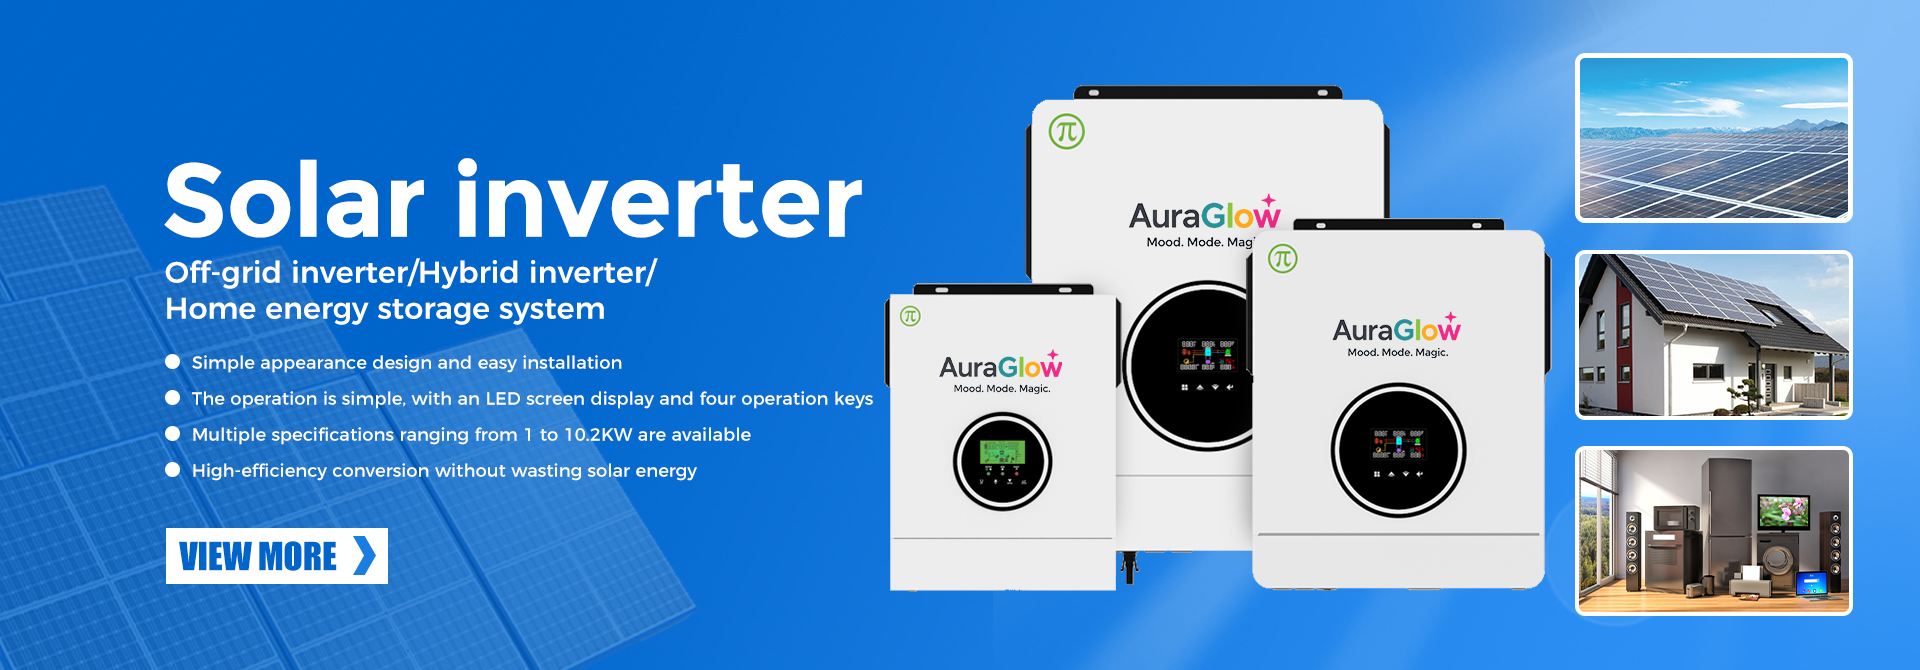 Solar inverter
Off-grid inverter/Hybrid inverter/
Home energy storage system
Simple appearance design and easy installation
The operation is simple, with an LED screen display and four operation keys
Multiple specifications ranging from 1 to 10.2KW are available
High-efficiency conversion without wasting solar energy
VIEW MORE
π
AuraGlow
Mood. Mode. Magic.
π
AuraGlow
Mood. Mode. Magic.
π
AuraGlow
Mood. Mode. Magic.